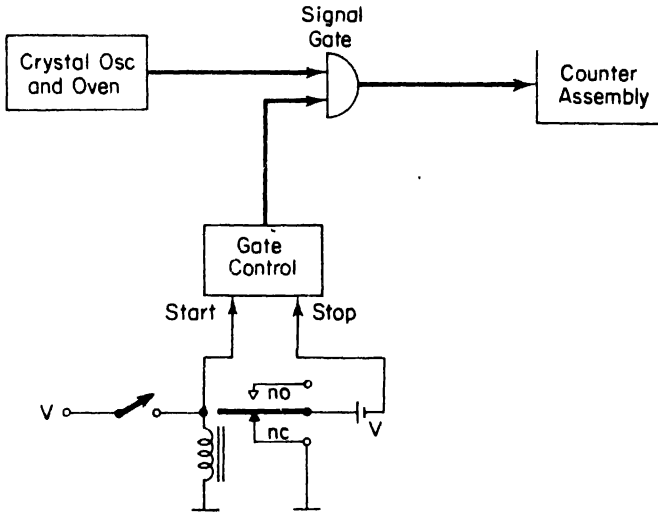 Signal
Gate
Crystal Osc
and Oven
Counter
Assembly
Gate
Control
Start
Stop
no
V
V
nc